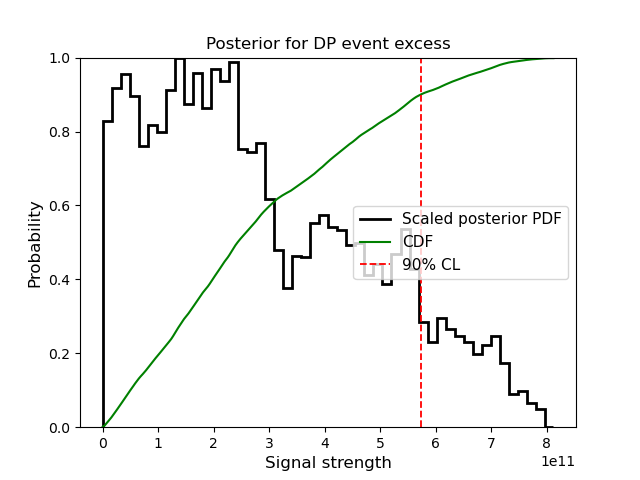 Posterior for DP event excess
Probability
1.0
0.8
0.6
0.4
0.2
0.0
Scaled posterior PDF
CDF
90% CL
0 1 2 3 4 5 6 7 8
1e11
Signal strength